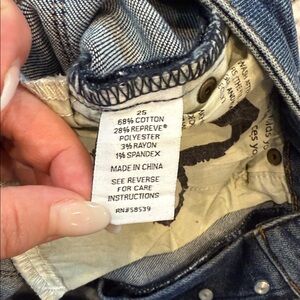 25
68% COTTON
28% REPREVE®
POLYESTER
3% RAYON
1% SPANDEX
MADE IN CHINA
SEE REVERSE
FOR CARE
INSTRUCTIONS
RN#58539